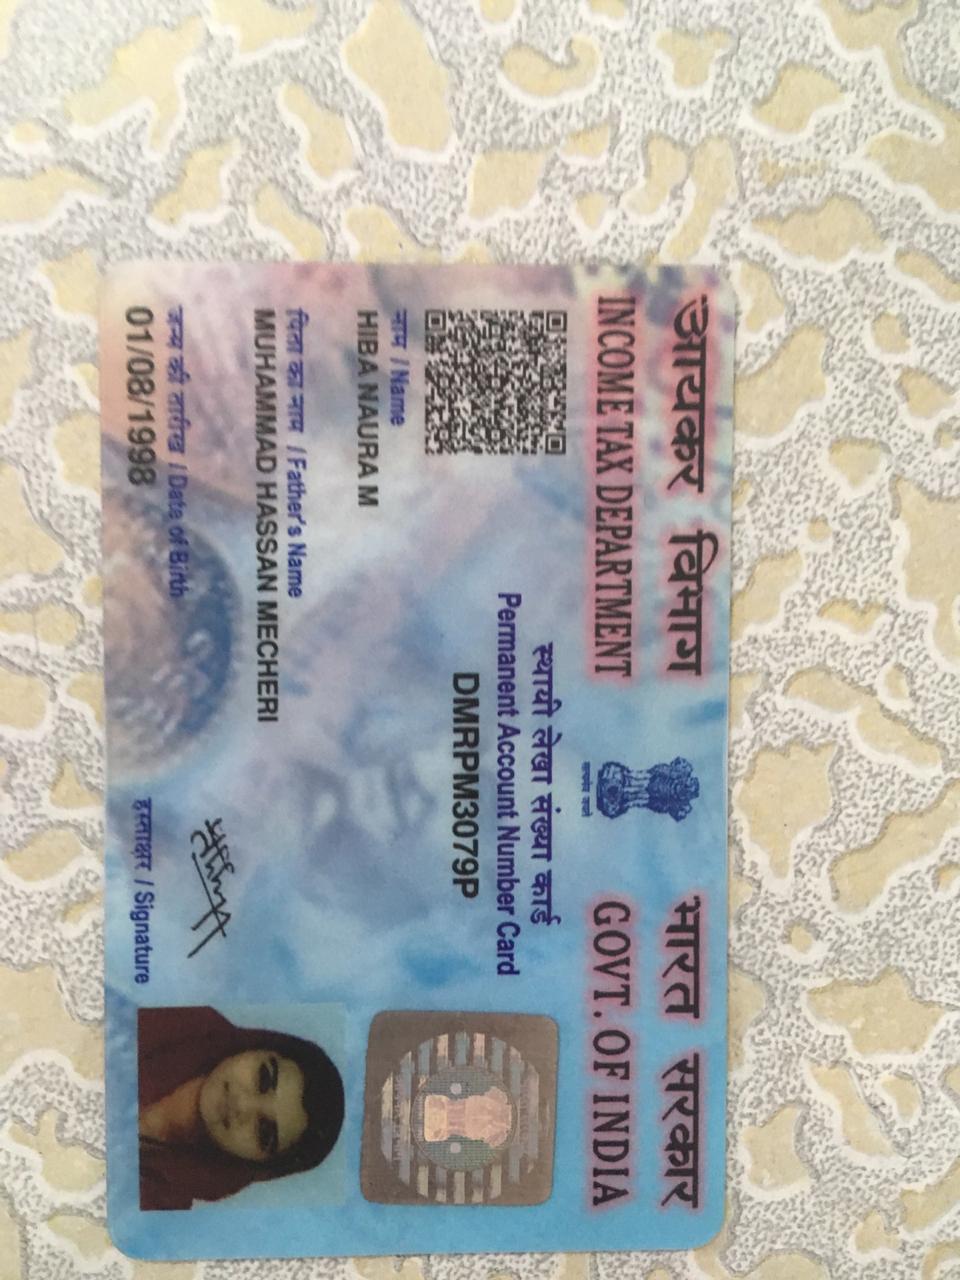 आयकर विभाग
INCOME TAX DEPARTMENT
भारत सरकार
GOVT. OF INDIA
सत्यमेव जयते
स्थायी लेखा संख्या कार्ड
Permanent Account Number Card
DMRPM3079P
नाम / Name
HIBA NAURA M
पिता का नाम / Father's Name
MUHAMMAD HASSAN MECHERI
जन्म की तारीख / Date of Birth
01/08/1998
हस्ताक्षर / Signature